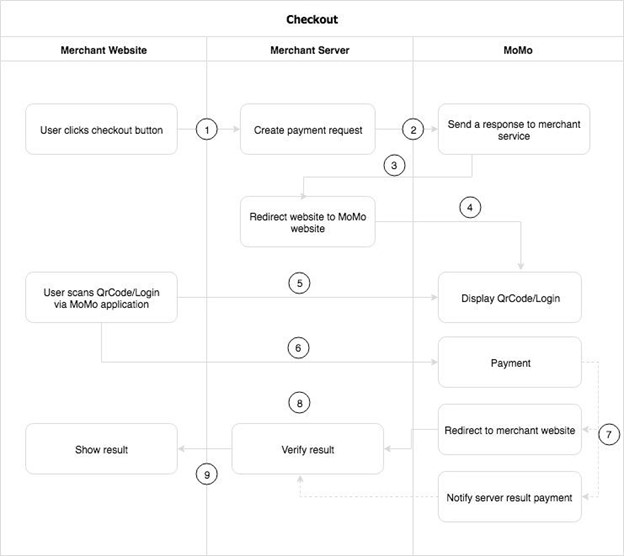 Checkout
Merchant Website
Merchant Server
MoMo
User clicks checkout button
1
Create payment request
2
Send a response to merchant
service
3
Redirect website to MoMo
website
4
User scans QrCode/Login
via MoMo application
5
Display QrCode/Login
6
Payment
7
8
Redirect to merchant website
Show result
9
Verify result
Notify server result payment